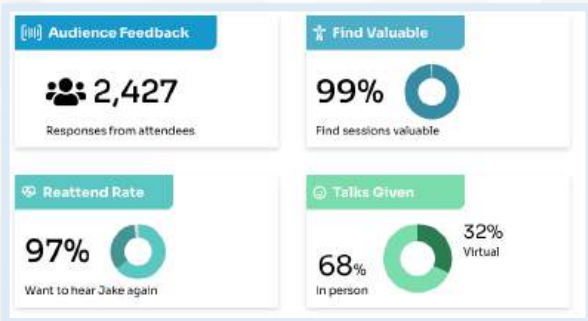 Audience Feedback
2,427
Responses from attendees
Find Valuable
99%
Find sessions valuable
Reattend Rate
97%
Want to hear Jake again
Talks Given
68%
In person
32%
Virtual